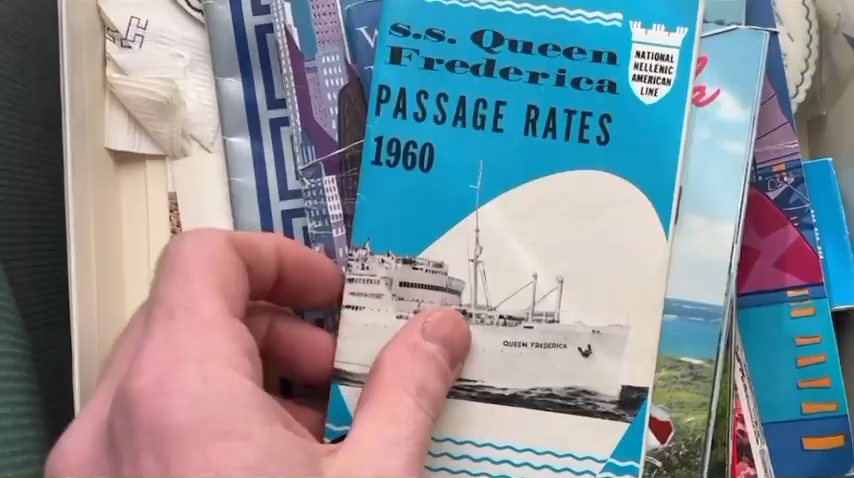 s.s. Queen
Frederica
PASSAGE RATES
1960
NATIONAL
HELLENIC
AMERICAN
LINE
QUEEN FREDERICA